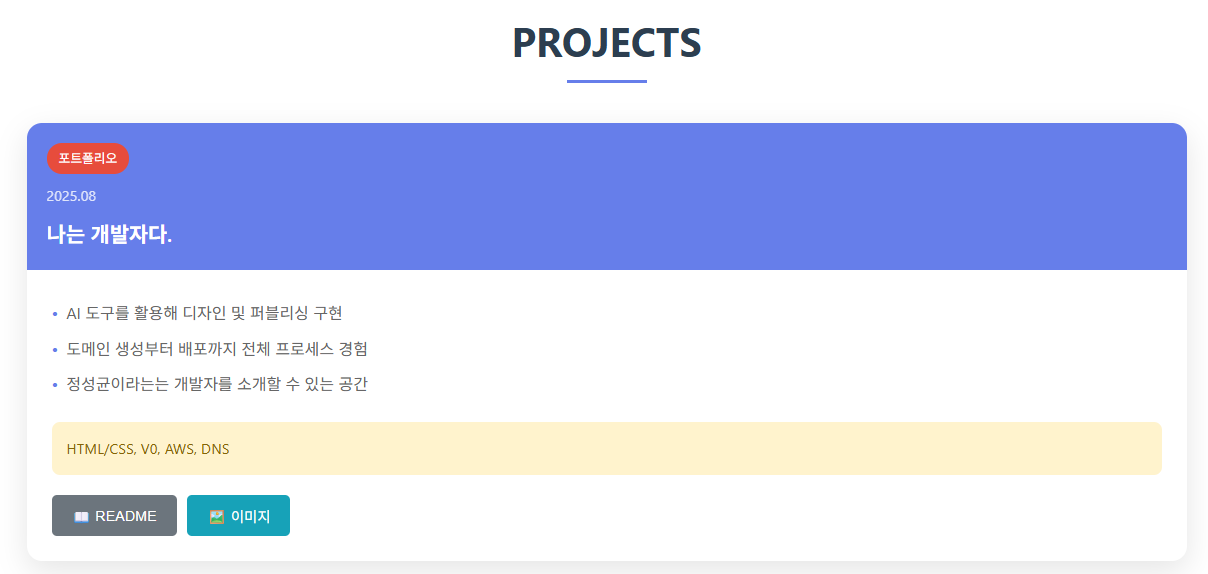 PROJECTS
포트폴리오
2025.08
나는 개발자다.
• AI 도구를 활용해 디자인 및 퍼블리싱 구현
• 도메인 생성부터 배포까지 전체 프로세스 경험
• 정성균이라는는 개발자를 소개할 수 있는 공간
HTML/CSS, V0, AWS, DNS
📖 README
🖼️ 이미지